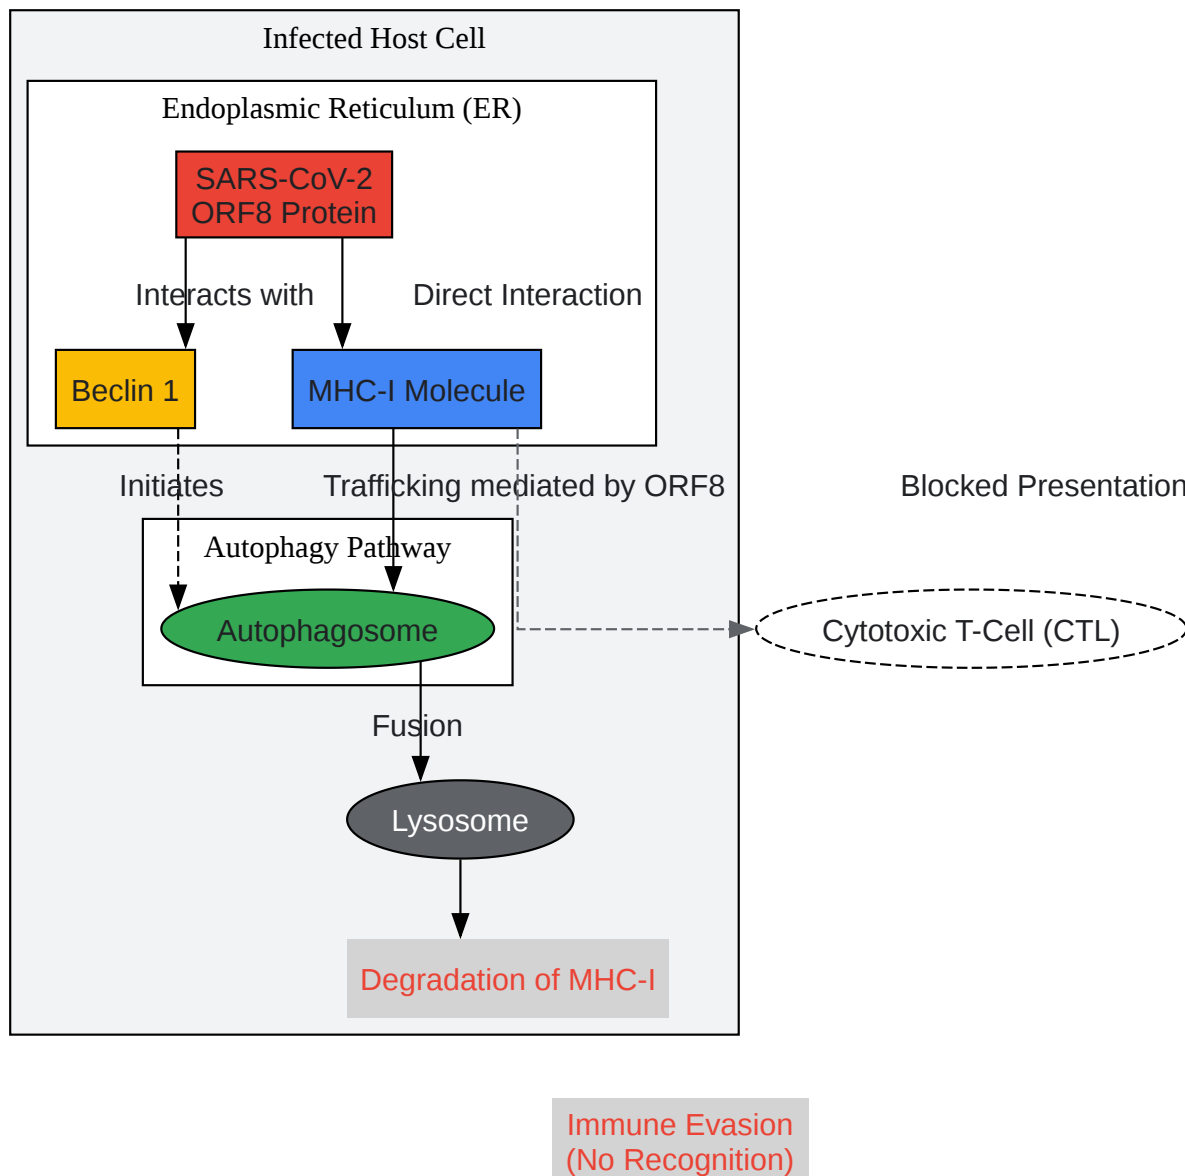 Infected Host Cell
Endoplasmic Reticulum (ER)
SARS-CoV-2
ORF8 Protein
Interacts with
Direct Interaction
Beclin 1
MHC-I Molecule
Initiates
Trafficking mediated by ORF8
Blocked Presentation
Autophagy Pathway
Autophagosome
Cytotoxic T-Cell (CTL)
Fusion
Lysosome
Degradation of MHC-I
Immune Evasion
(No Recognition)